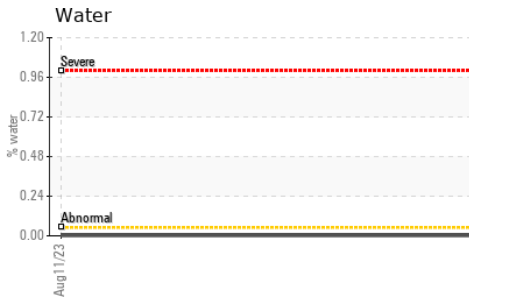 Water
1.20
Severe
0.96
0.72
% water
0.48
0.24
Abnormal
0.00
Aug11/23